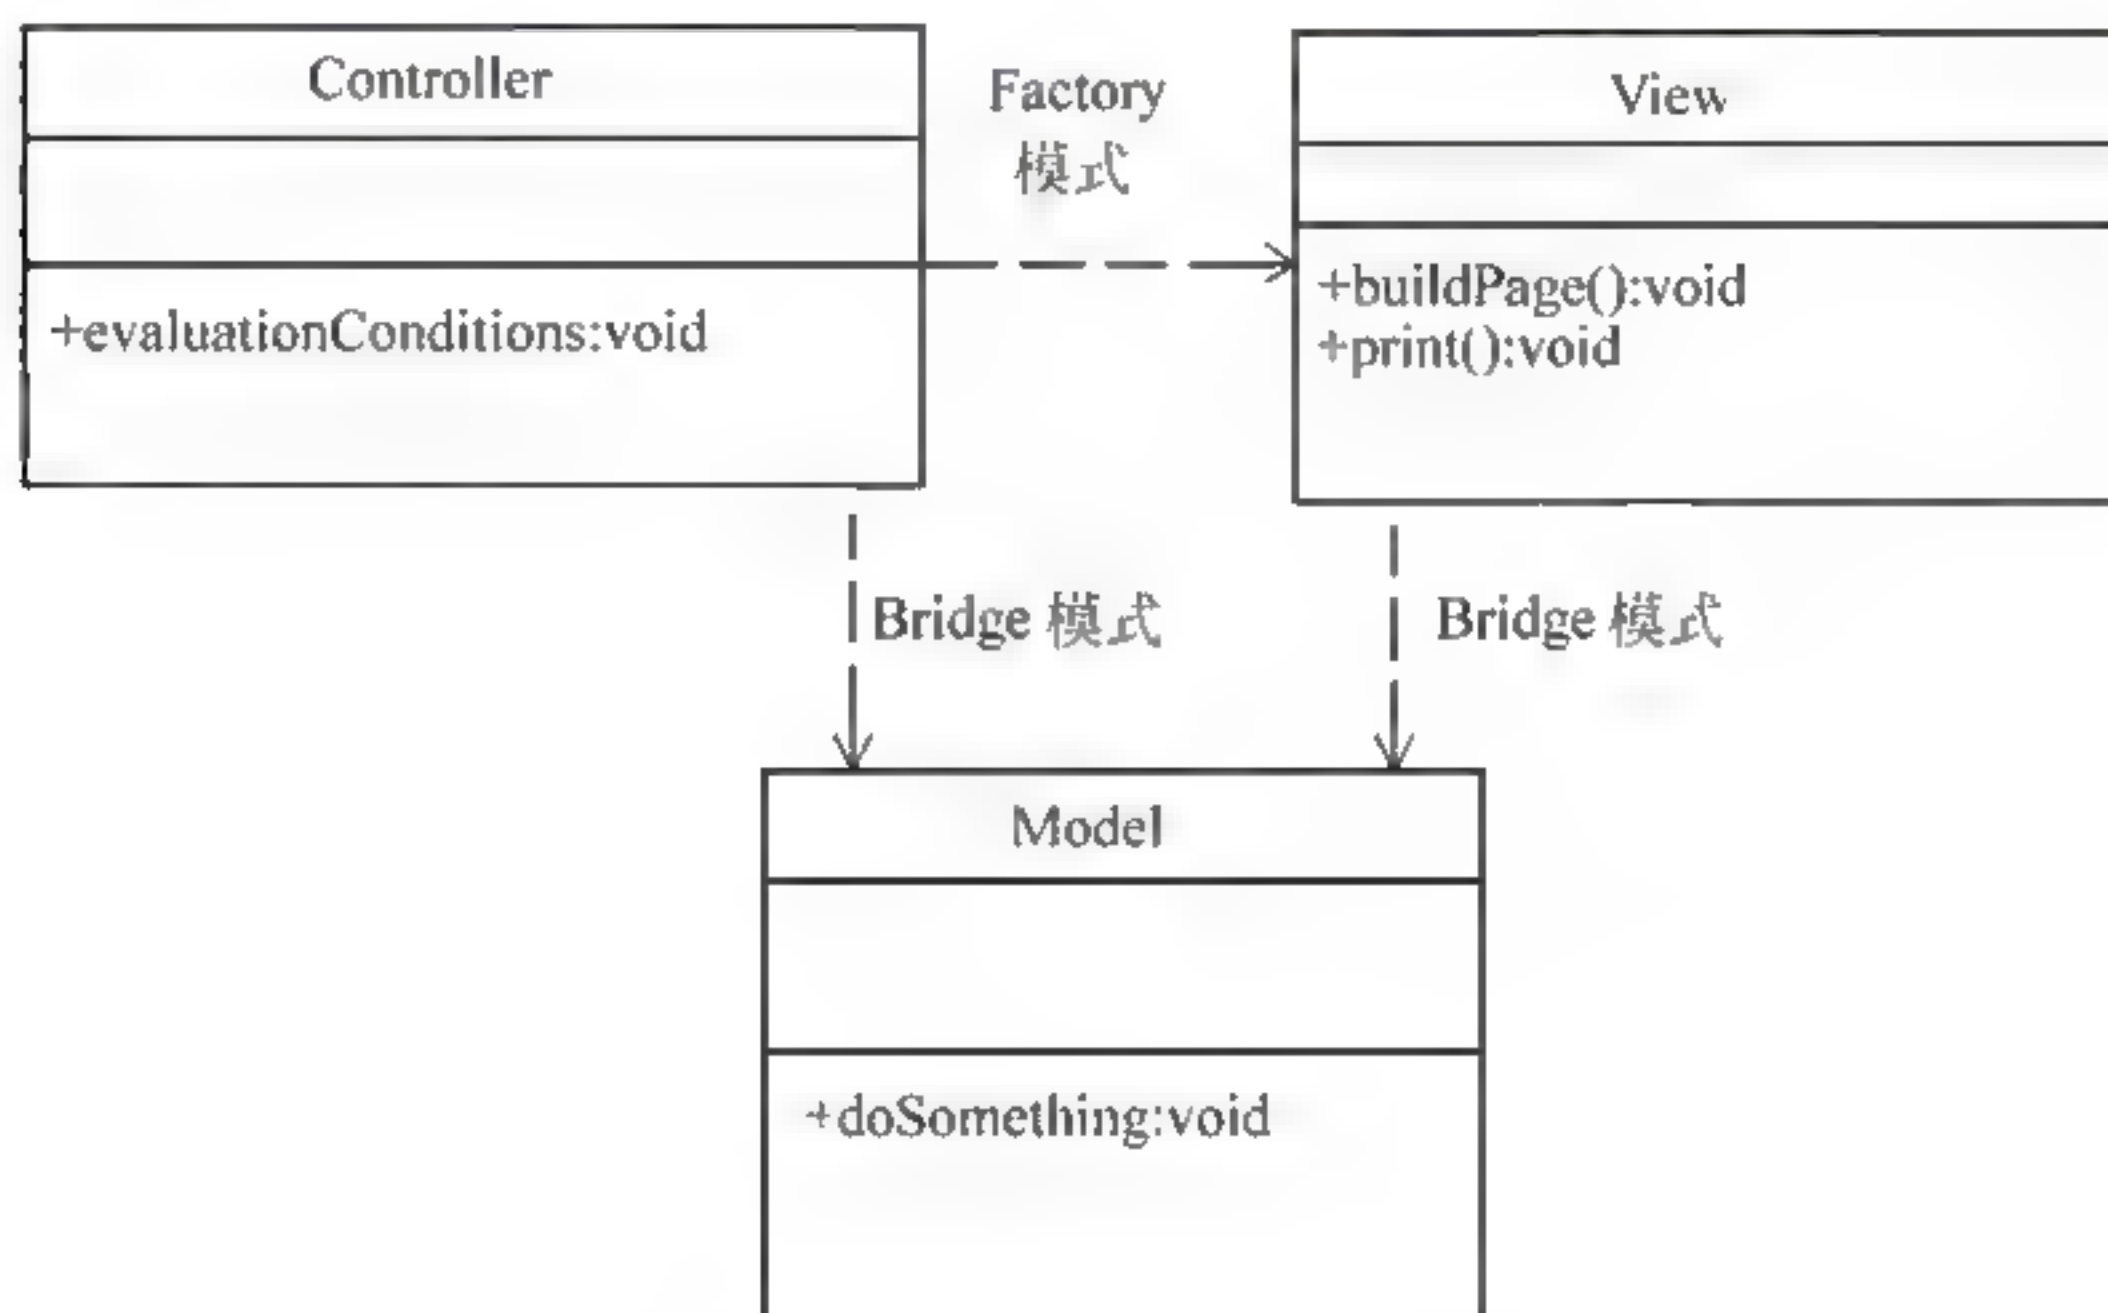 Controller
Factory
模式
View
+evaluationConditions:void
+buildPage():void
+print():void
Bridge 模式
Bridge 模式
Model
+doSomething:void